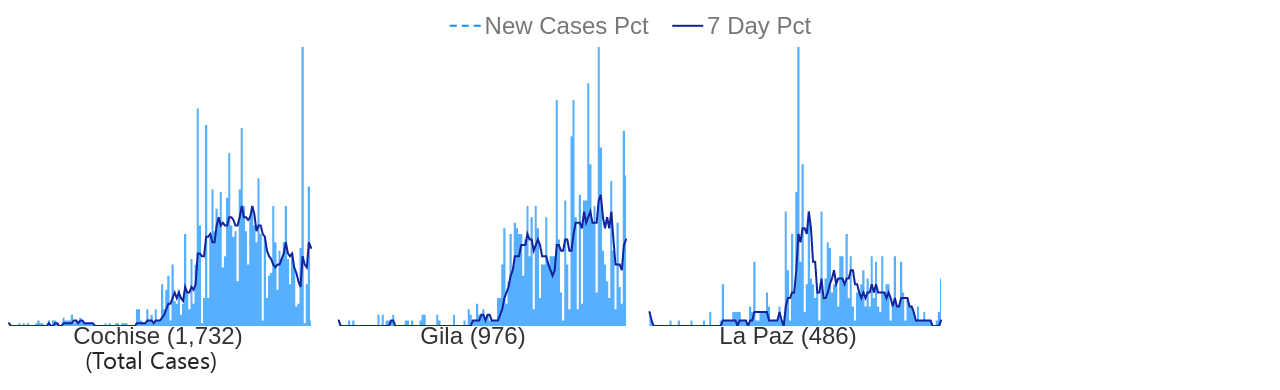 New Cases Pct 7 Day Pct
Cochise (1,732) Gila (976) La Paz (486)
(Total Cases)